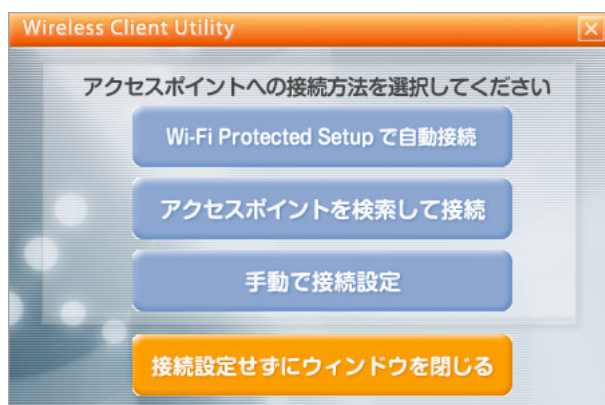 Wireless Client Utility
アクセスポイントへの接続方法を選択してください
Wi-Fi Protected Setup で自動接続
アクセスポイントを検索して接続
手動で接続設定
接続設定せずにウィンドウを閉じる